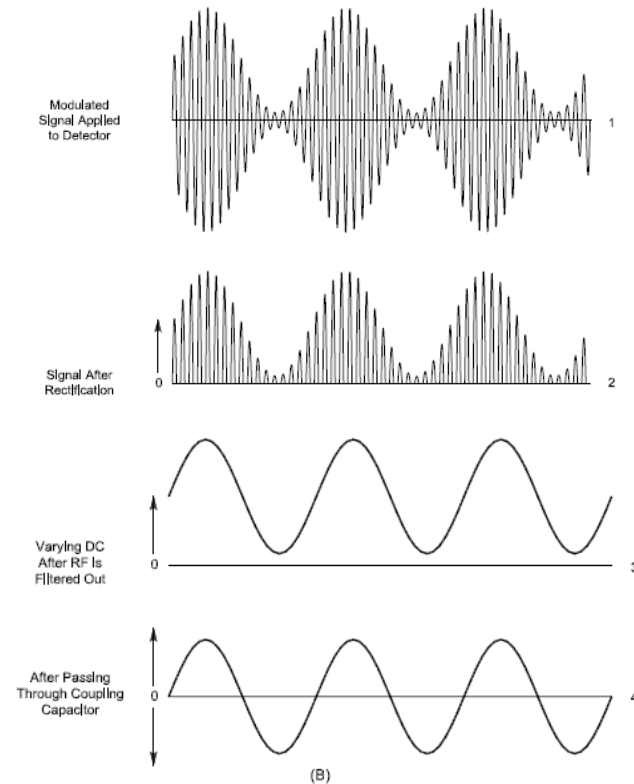 Modulated
Signal Applied
to Detector
1
Signal After
Rectification
0
2
Varying DC
After RF Is
Filtered Out
0
3
After Passing
Through Coupling
Capacitor
0
4
(B)